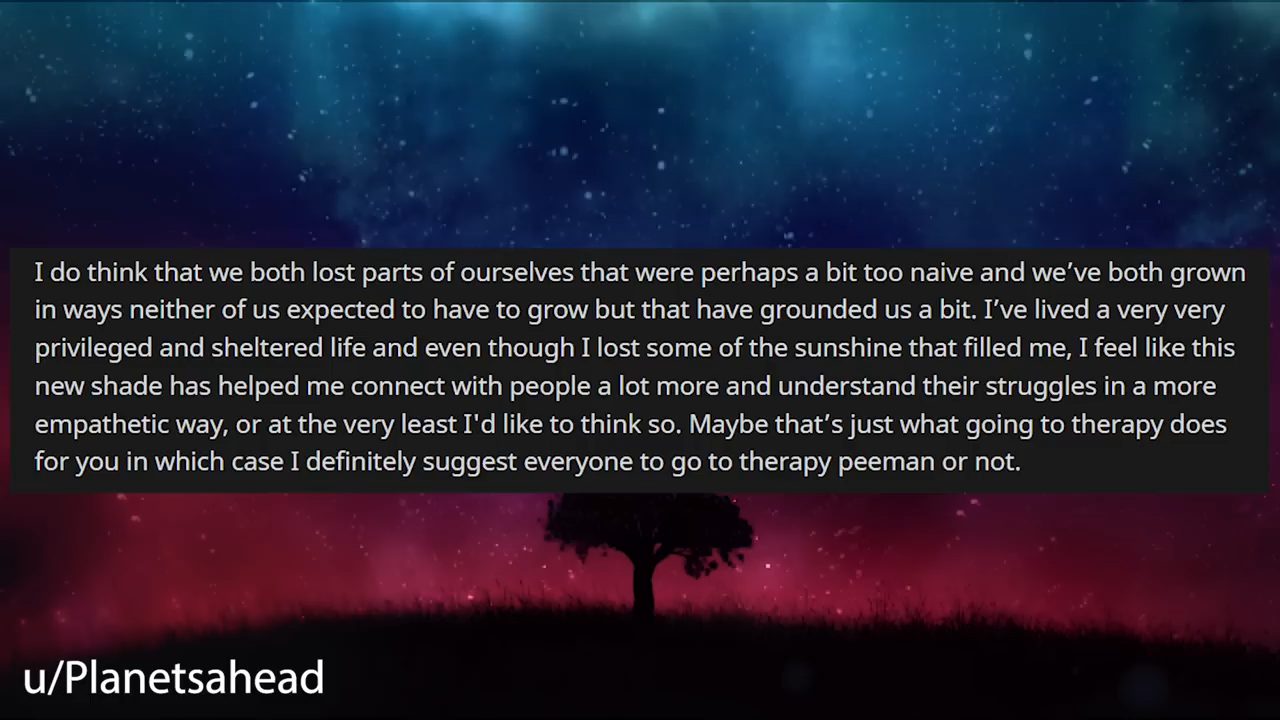 I do think that we both lost parts of ourselves that were perhaps a bit too naive and we’ve both grown
in ways neither of us expected to have to grow but that have grounded us a bit. I’ve lived a very very
privileged and sheltered life and even though I lost some of the sunshine that filled me, I feel like this
new shade has helped me connect with people a lot more and understand their struggles in a more
empathetic way, or at the very least I'd like to think so. Maybe that’s just what going to therapy does
for you in which case I definitely suggest everyone to go to therapy peeman or not.
u/Planetsahead